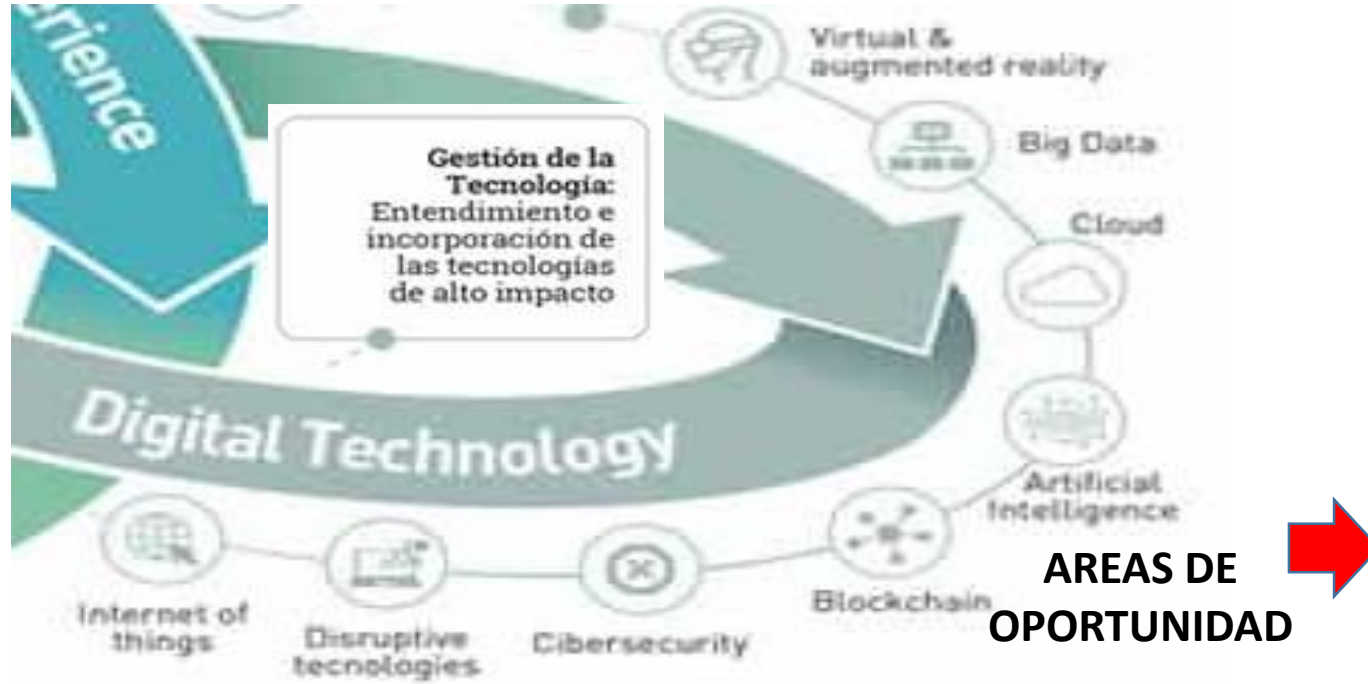 erience
Virtual &
augmented reality
Big Data
Cloud
Gestión de la
Tecnología:
Entendimiento e
incorporación de
las tecnologías
de alto impacto
Digital Technology
Artificial
Intelligence
Blockchain
Cibersecurity
Disruptive
tecnologies
Internet of
things
AREAS DE
OPORTUNIDAD